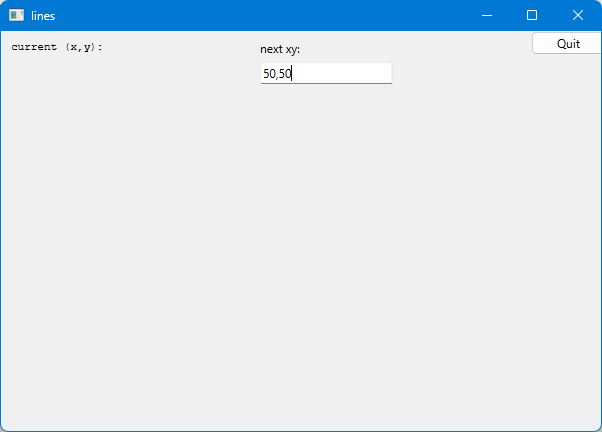 lines
current (x,y):
next xy:
Quit
50,50